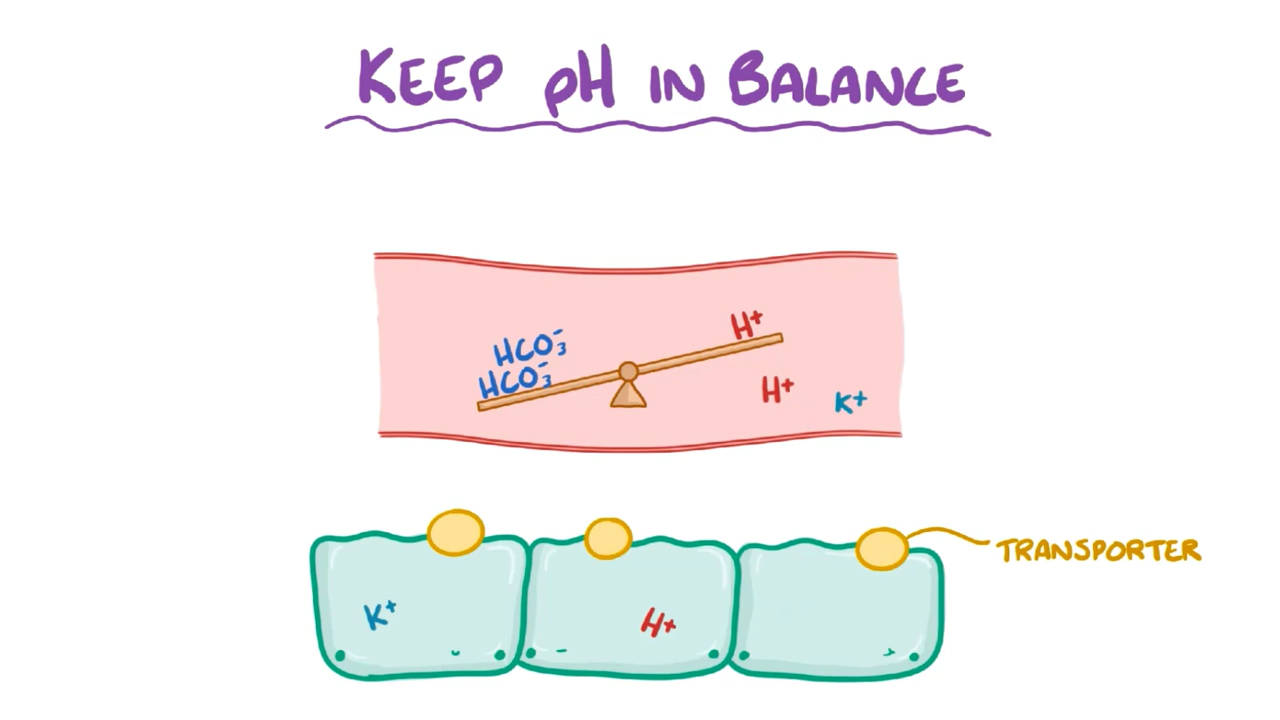 KEEP pH IN BALANCE
H+
HCO3-
HCO3-
H+
K+
TRANSPORTER
K+
H+